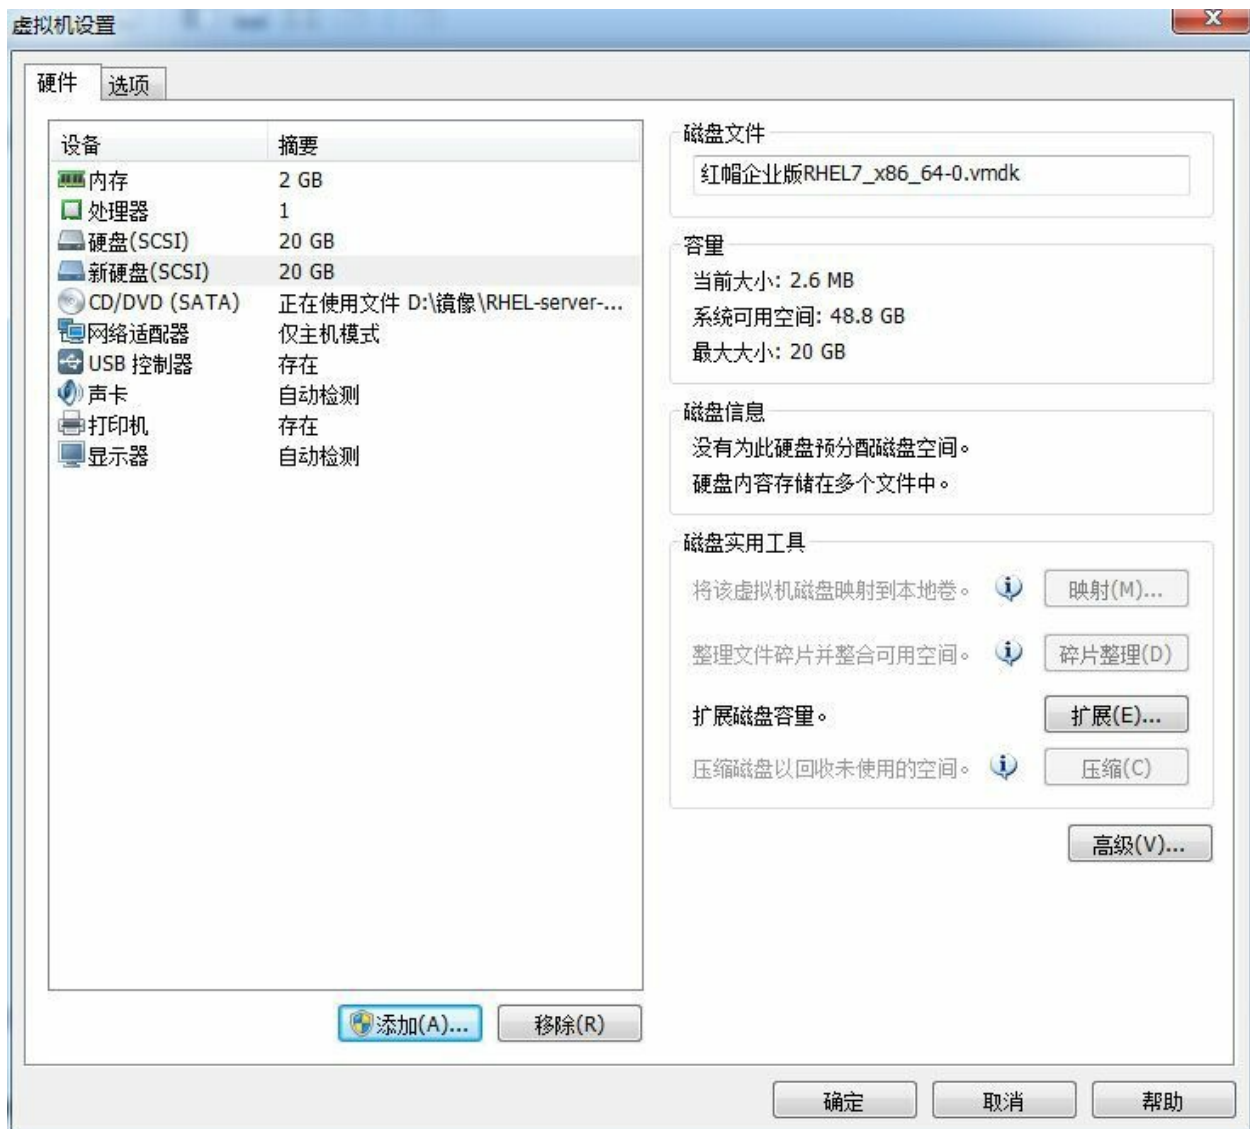 虚拟机设置
硬件
选项
设备 摘要
内存 2 GB
处理器 1
硬盘(SCSI) 20 GB
新硬盘(SCSI) 20 GB
CD/DVD (SATA) 正在使用文件 D:\镜像\RHEL-server-...
网络适配器 仅主机模式
USB 控制器 存在
声卡 自动检测
打印机 存在
显示器 自动检测
添加(A)...
移除(R)
磁盘文件
红帽企业版RHEL7_x86_64-0.vmdk
容量
当前大小: 2.6 MB
系统可用空间: 48.8 GB
最大大小: 20 GB
磁盘信息
没有为此硬盘预分配磁盘空间。
硬盘内容存储在多个文件中。
磁盘实用工具
将该虚拟机磁盘映射到本地卷。 映射(M)...
整理文件碎片并整合可用空间。 碎片整理(D)
扩展磁盘容量。 扩展(E)...
压缩磁盘以回收未使用的空间。 压缩(C)
高级(V)...
确定
取消
帮助